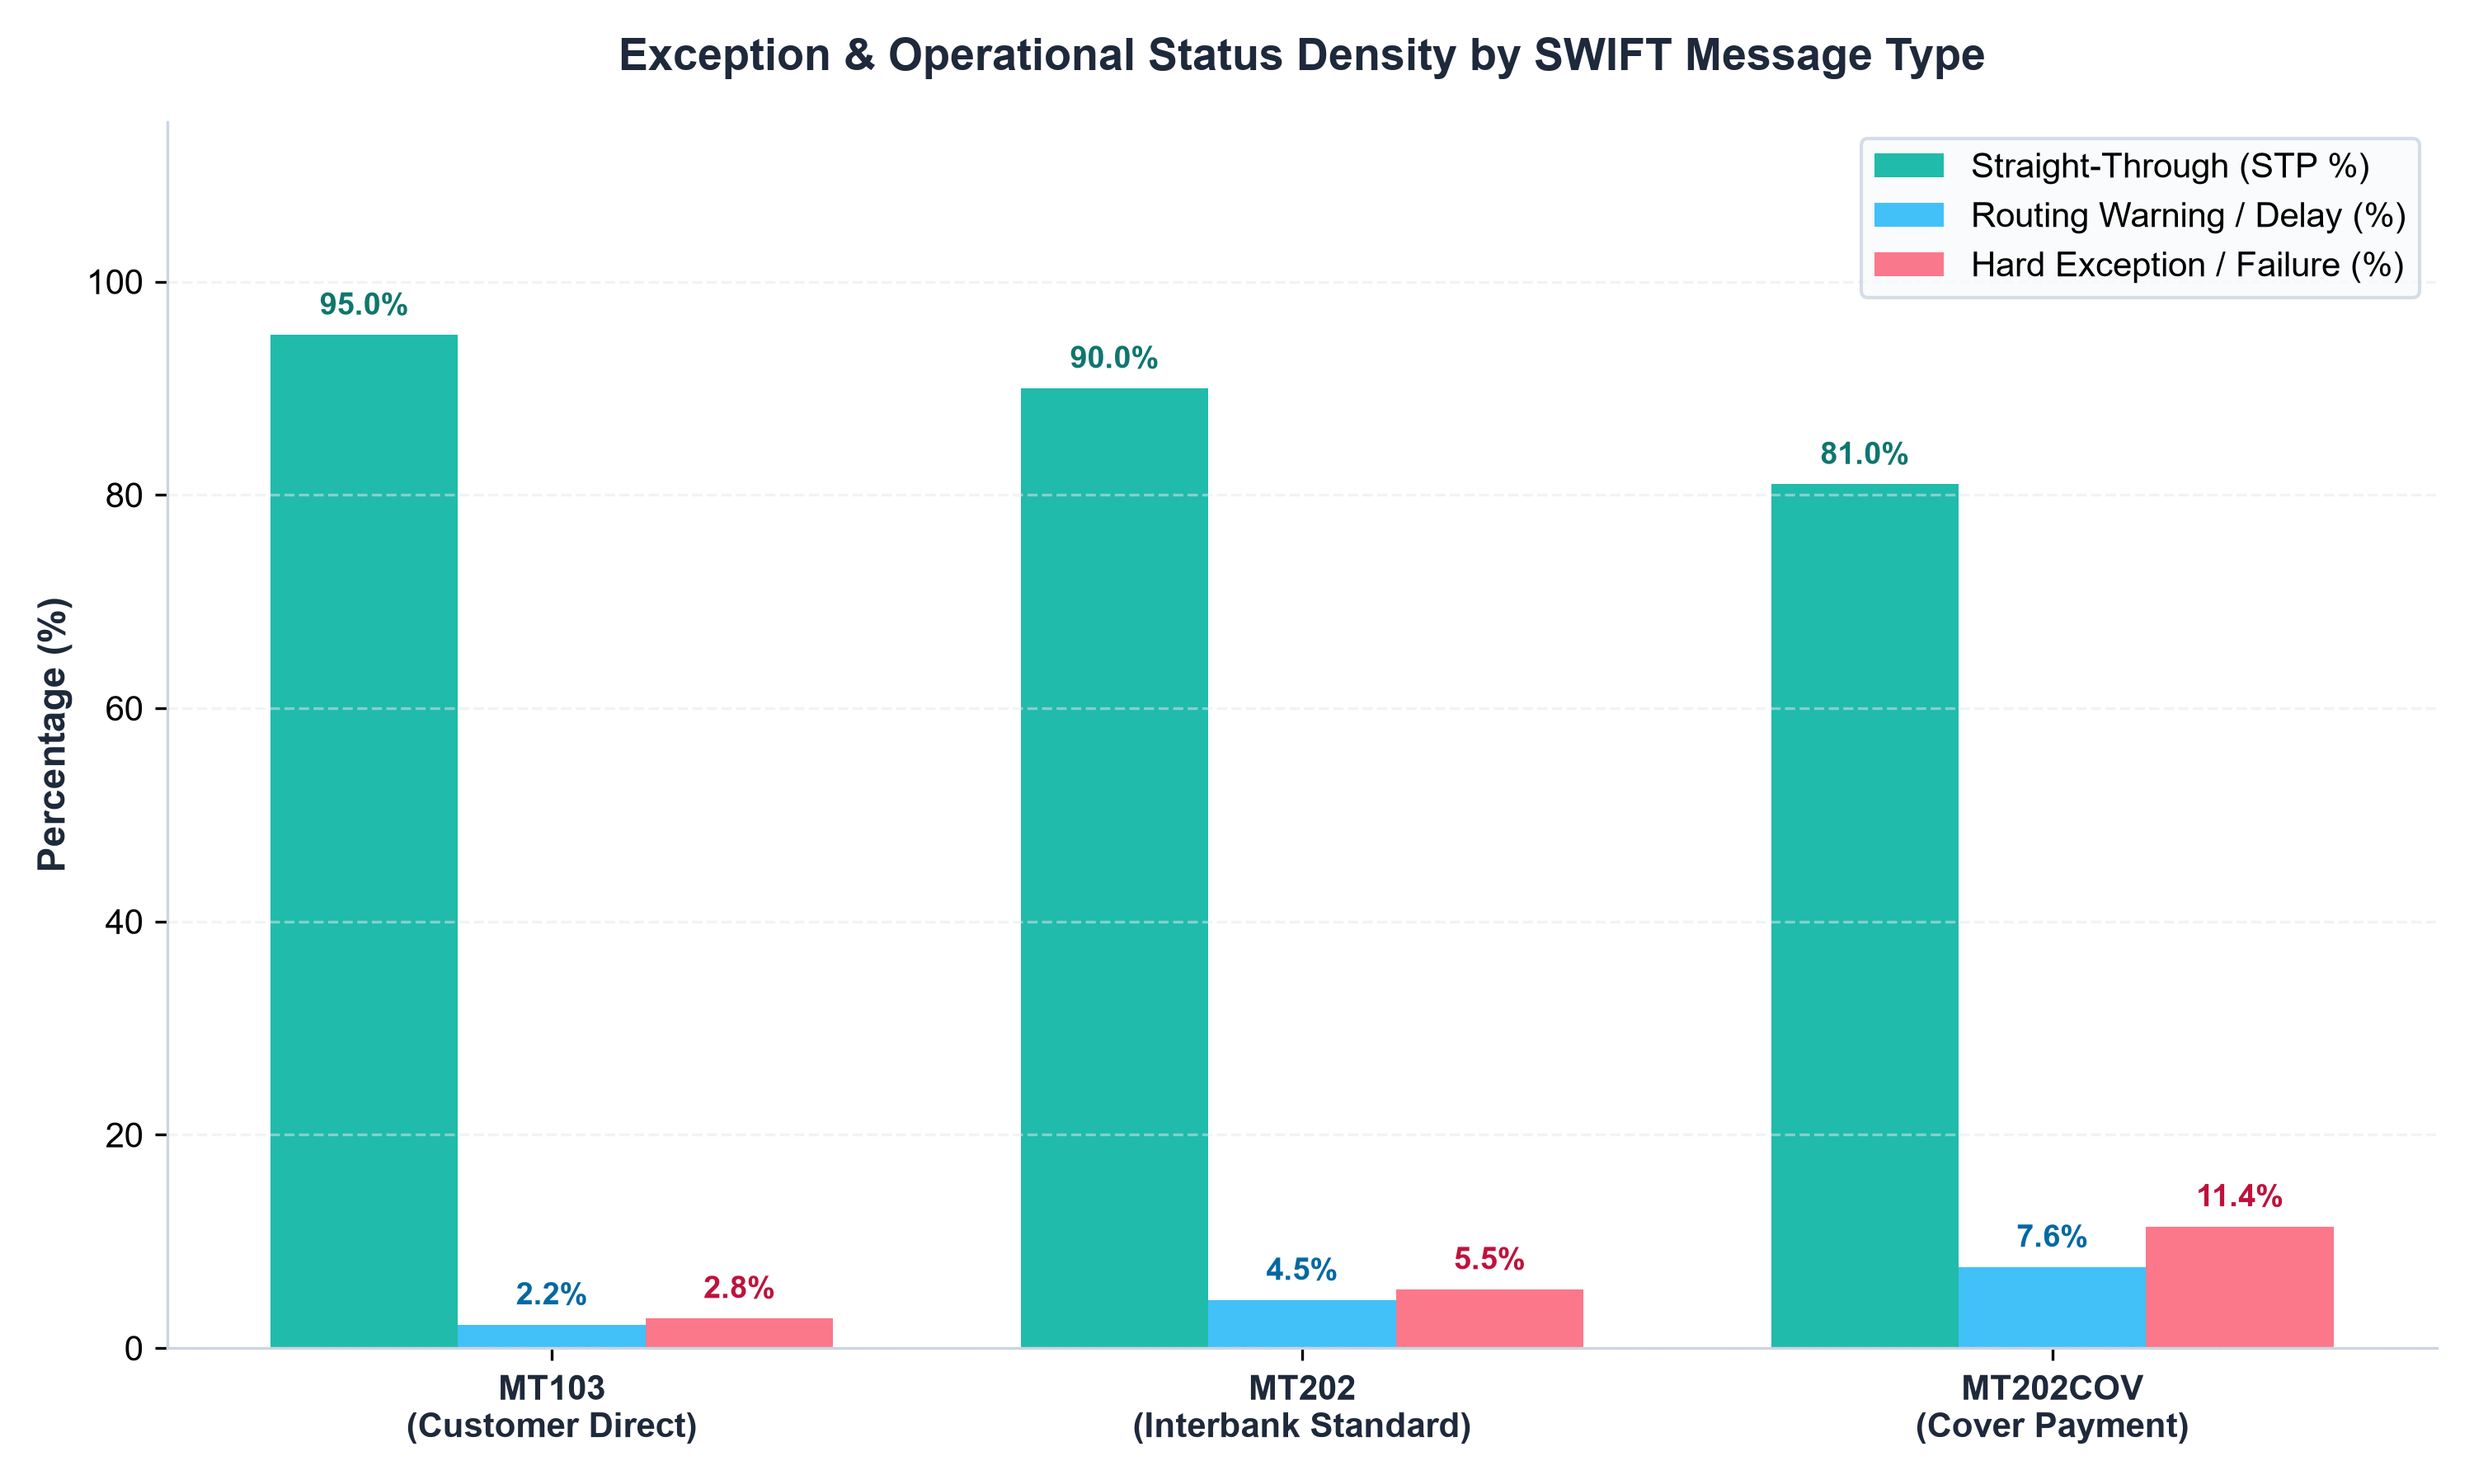 Exception & Operational Status Density by SWIFT Message Type
Straight-Through (STP %)
Routing Warning / Delay (%)
Hard Exception / Failure (%)
Percentage (%)
100
80
60
40
20
0
95.0%
2.2%
2.8%
90.0%
4.5%
5.5%
81.0%
7.6%
11.4%
MT103
(Customer Direct)
MT202
(Interbank Standard)
MT202COV
(Cover Payment)